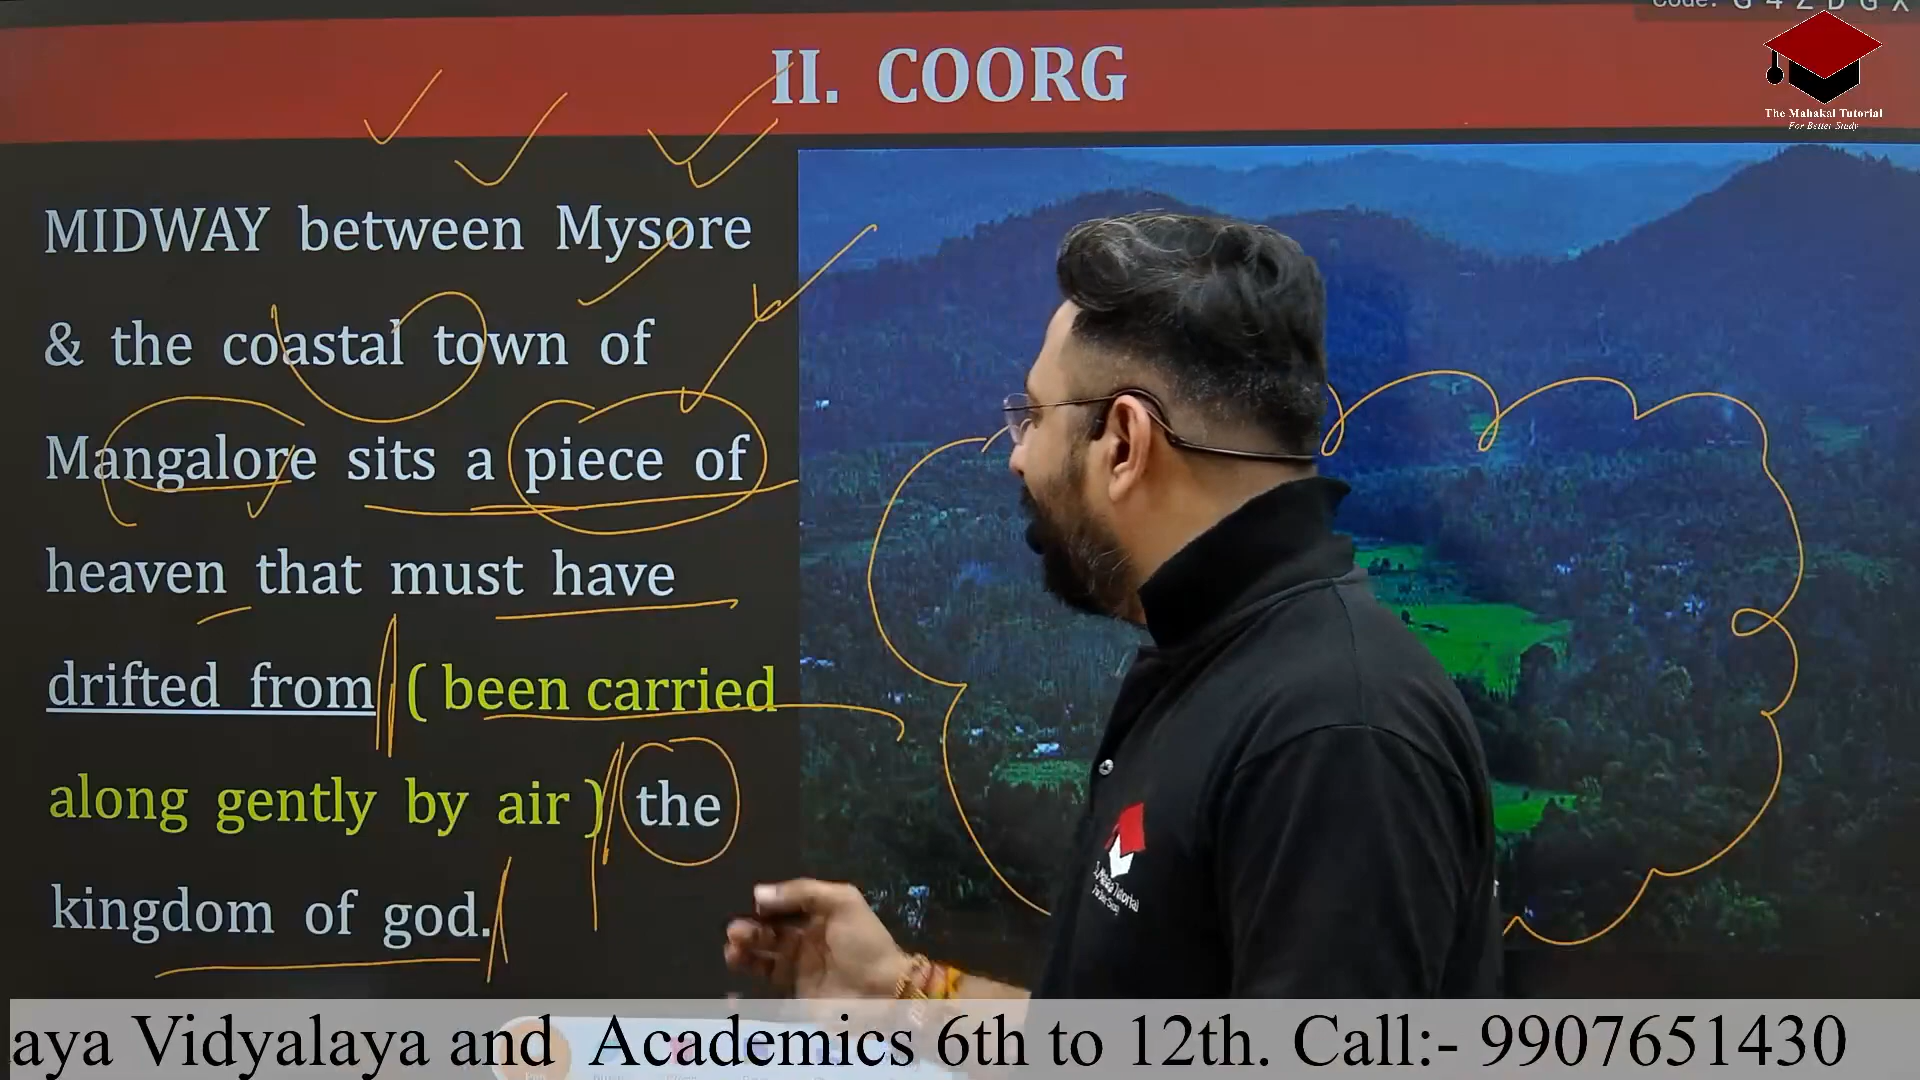 Code: G 4 Z D G X
II. COORG
The Mahakal Tutorial
For Better Study
MIDWAY between Mysore
& the coastal town of
Mangalore sits a piece of
heaven that must have
drifted from ( been carried
along gently by air ) the
kingdom of god.
aya Vidyalaya and Academics 6th to 12th. Call:- 9907651430